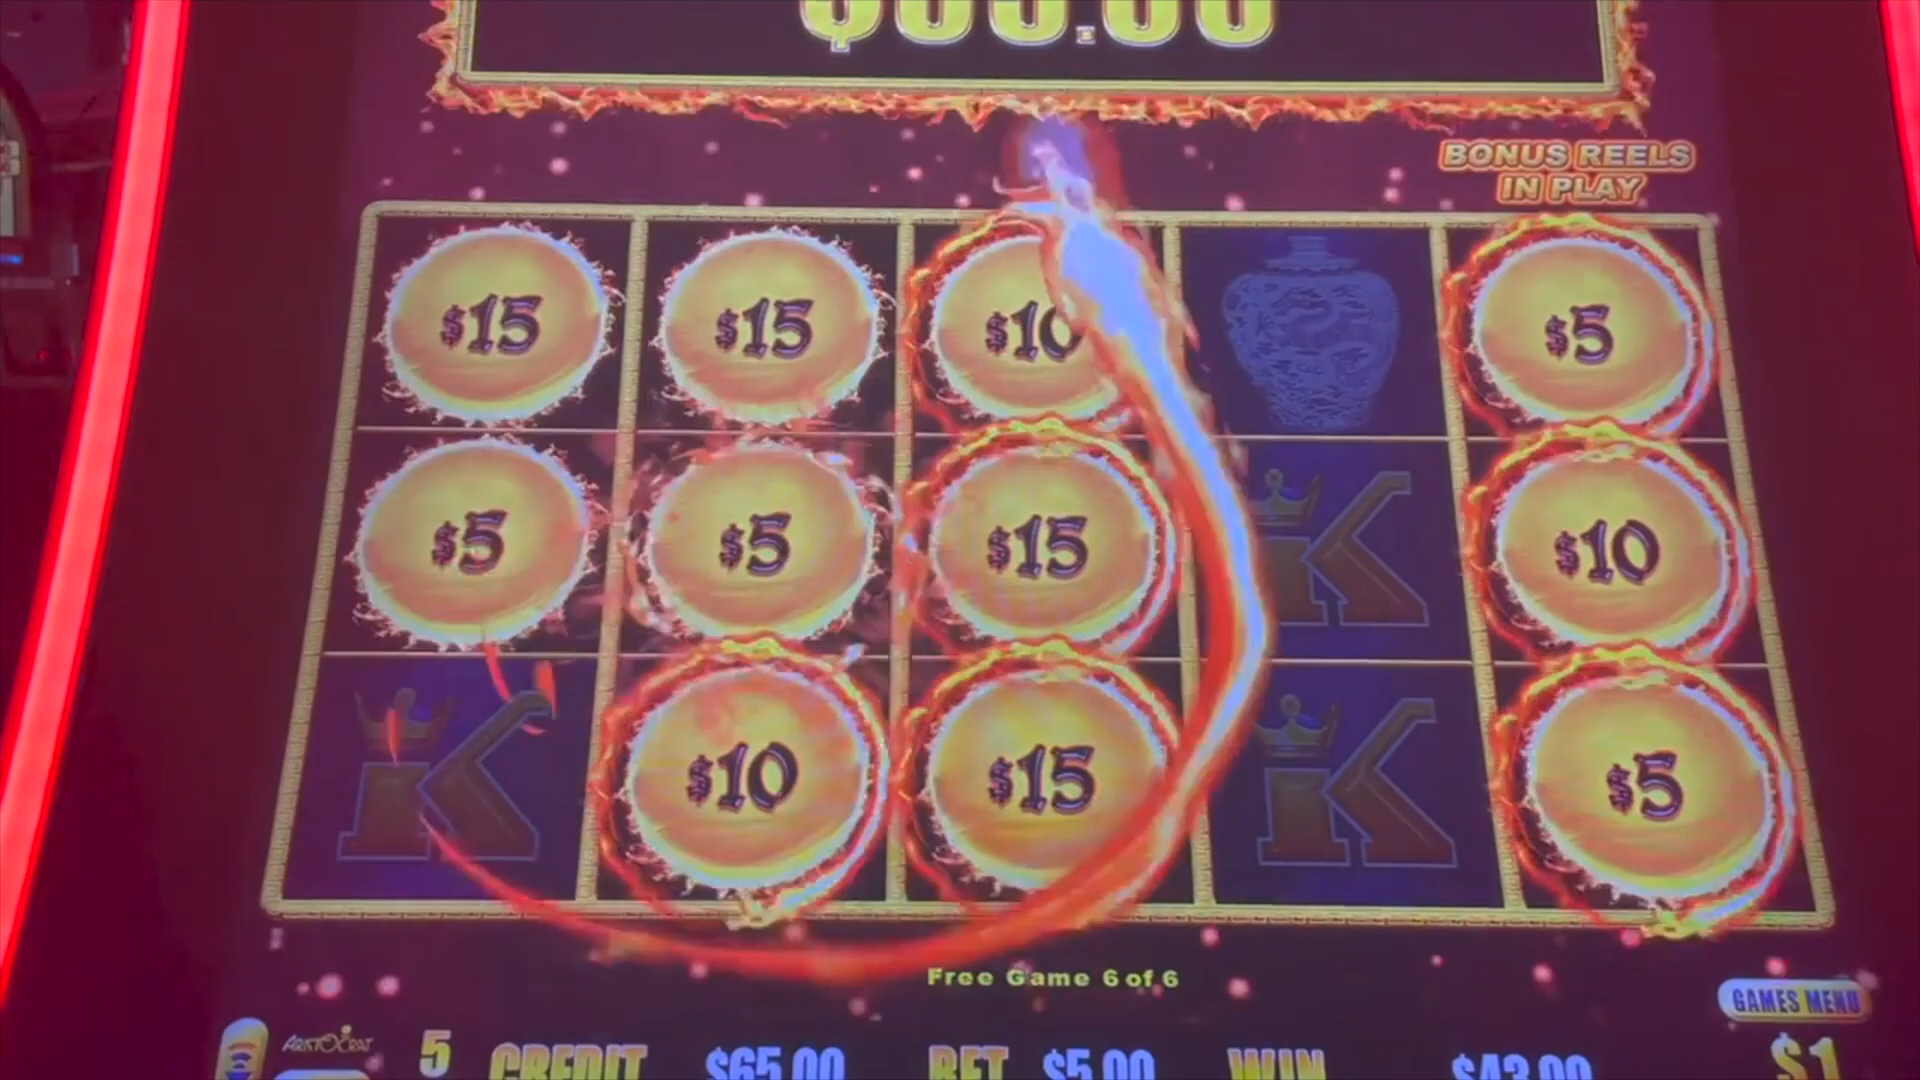 BONUS REELS
IN PLAY
$15 $15 $10 $5
$5 $5 $15 K $10
K $10 $15 K $5
Free Game 6 of 6
GAMES MENU
ARISTOCRAT 5 CREDIT $65.00 BET $5.00 WIN $43.00 $1